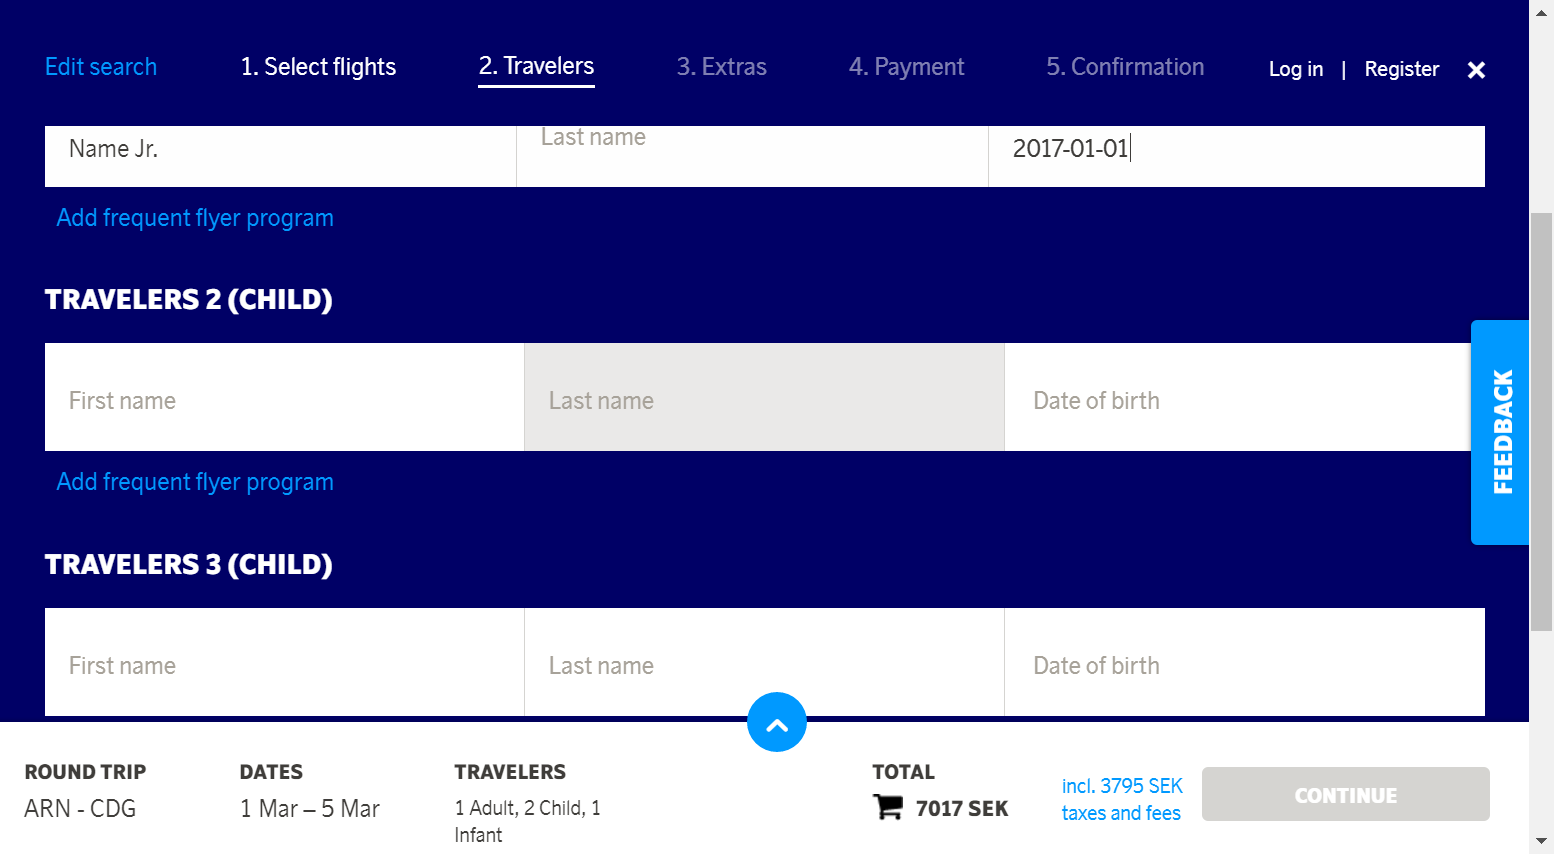 Edit search
1. Select flights
2. Travelers
3. Extras
4. Payment
5. Confirmation
Log in | Register
Name Jr.
Last name
2017-01-01
Add frequent flyer program
TRAVELERS 2 (CHILD)
First name
Last name
Date of birth
FEEDBACK
Add frequent flyer program
TRAVELERS 3 (CHILD)
First name
Last name
Date of birth
ROUND TRIP
ARN - CDG
DATES
1 Mar – 5 Mar
TRAVELERS
1 Adult, 2 Child, 1
Infant
TOTAL
7017 SEK
incl. 3795 SEK
taxes and fees
CONTINUE